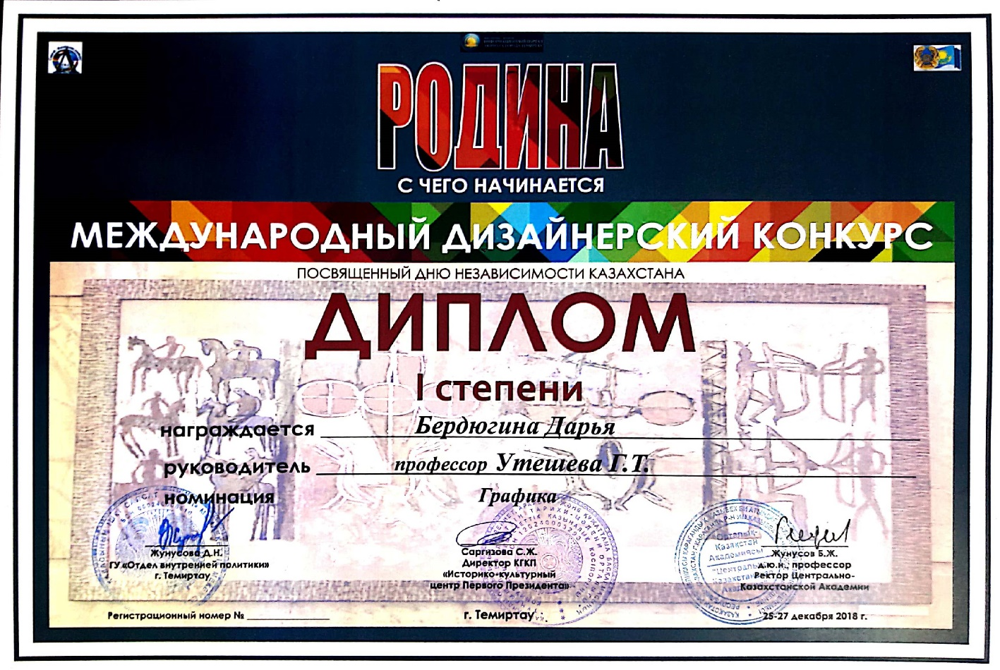 РОДИНА
С ЧЕГО НАЧИНАЕТСЯ
МЕЖДУНАРОДНЫЙ ДИЗАЙНЕРСКИЙ КОНКУРС
ПОСВЯЩЕННЫЙ ДНЮ НЕЗАВИСИМОСТИ КАЗАХСТАНА
ДИПЛОМ
I степени
награждается Бердюгина Дарья
руководитель профессор Утешева Г.Т.
номинация Графика
Жунусова Д.Н.
ГУ «Отдел внутренней политики»
г. Темиртау
Саргизова С.Ж.
Директор КГКП
«Историко-культурный
центр Первого Президента»
Жунусов Б.Ж.
д.ю.н., профессор
Ректор Центрально-
Казахстанской Академии
Регистрационный номер №
г. Темиртау
25-27 декабря 2018 г.